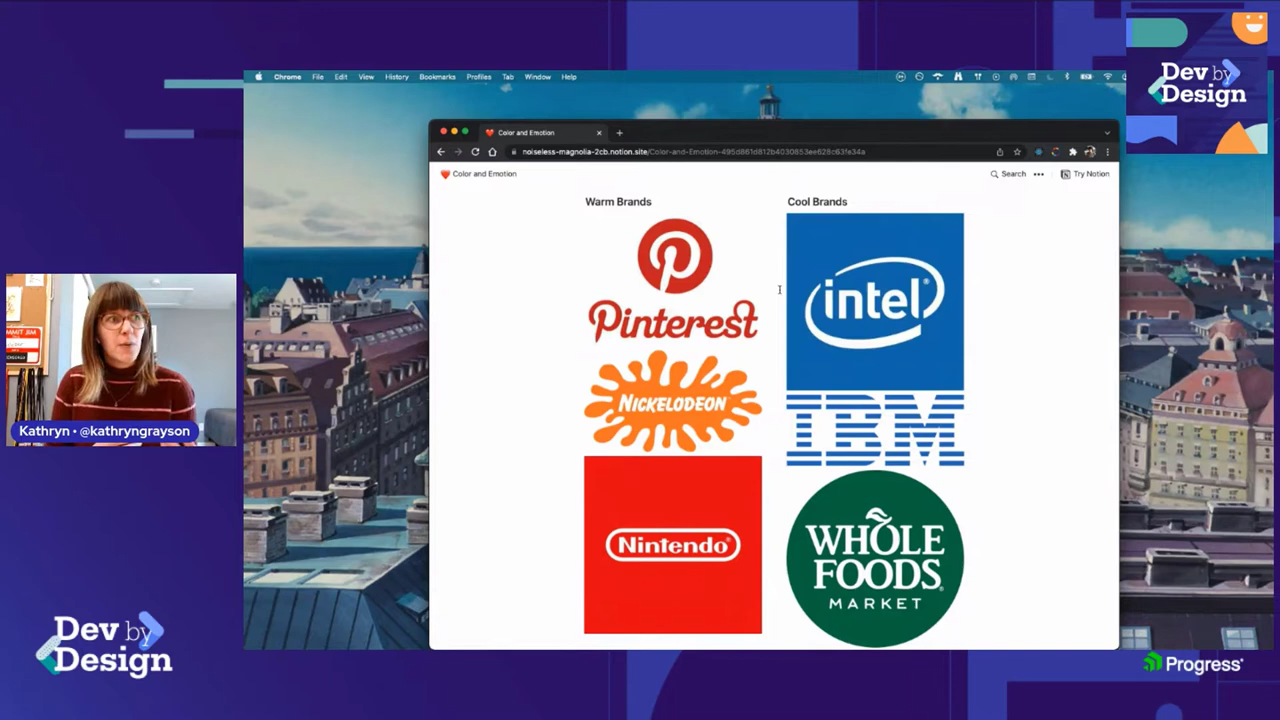 Dev by
Design
Chrome File Edit View History Bookmarks Profiles Tab Window Help
Color and Emotion
noiseless-magnolia-2cb.notion.site/Color-and-Emotion-495d861d812b4030853ee628c63fe34a
Color and Emotion
Search
Try Notion
Warm Brands
Cool Brands
Pinterest
intel
NICKELODEON
IBM
Nintendo
WHOLE
FOODS
MARKET
Kathryn • @kathryngrayson
Dev by
Design
Progress